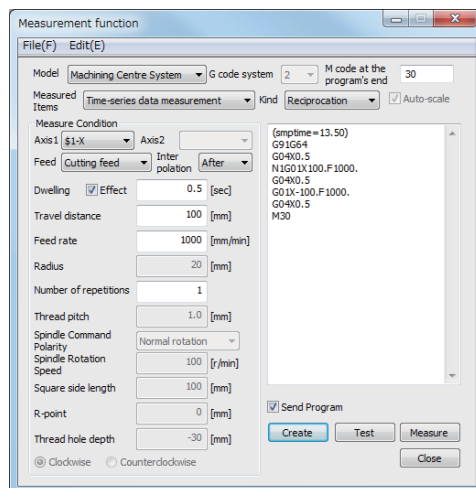 Measurement function
File(F) Edit(E)
Model Machining Centre System G code system 2 M code at the program's end 30
Measured Items Time-series data measurement Kind Reciprocation Auto-scale
Measure Condition
Axis1 $1-X Axis2
Feed Cutting feed Inter polation After
Dwelling Effect 0.5 [sec]
Travel distance 100 [mm]
Feed rate 1000 [mm/min]
Radius 20 [mm]
Number of repetitions 1
Thread pitch 1.0 [mm]
Spindle Command Polarity Normal rotation
Spindle Rotation Speed 100 [r/min]
Square side length 100 [mm]
R-point 0 [mm]
Thread hole depth -30 [mm]
Clockwise Counterclockwise
(smptime=13.50)
G91G64
G04X0.5
N1G01X100.F1000.
G04X0.5
G01X-100.F1000.
G04X0.5
M30
Send Program
Create Test Measure
Close